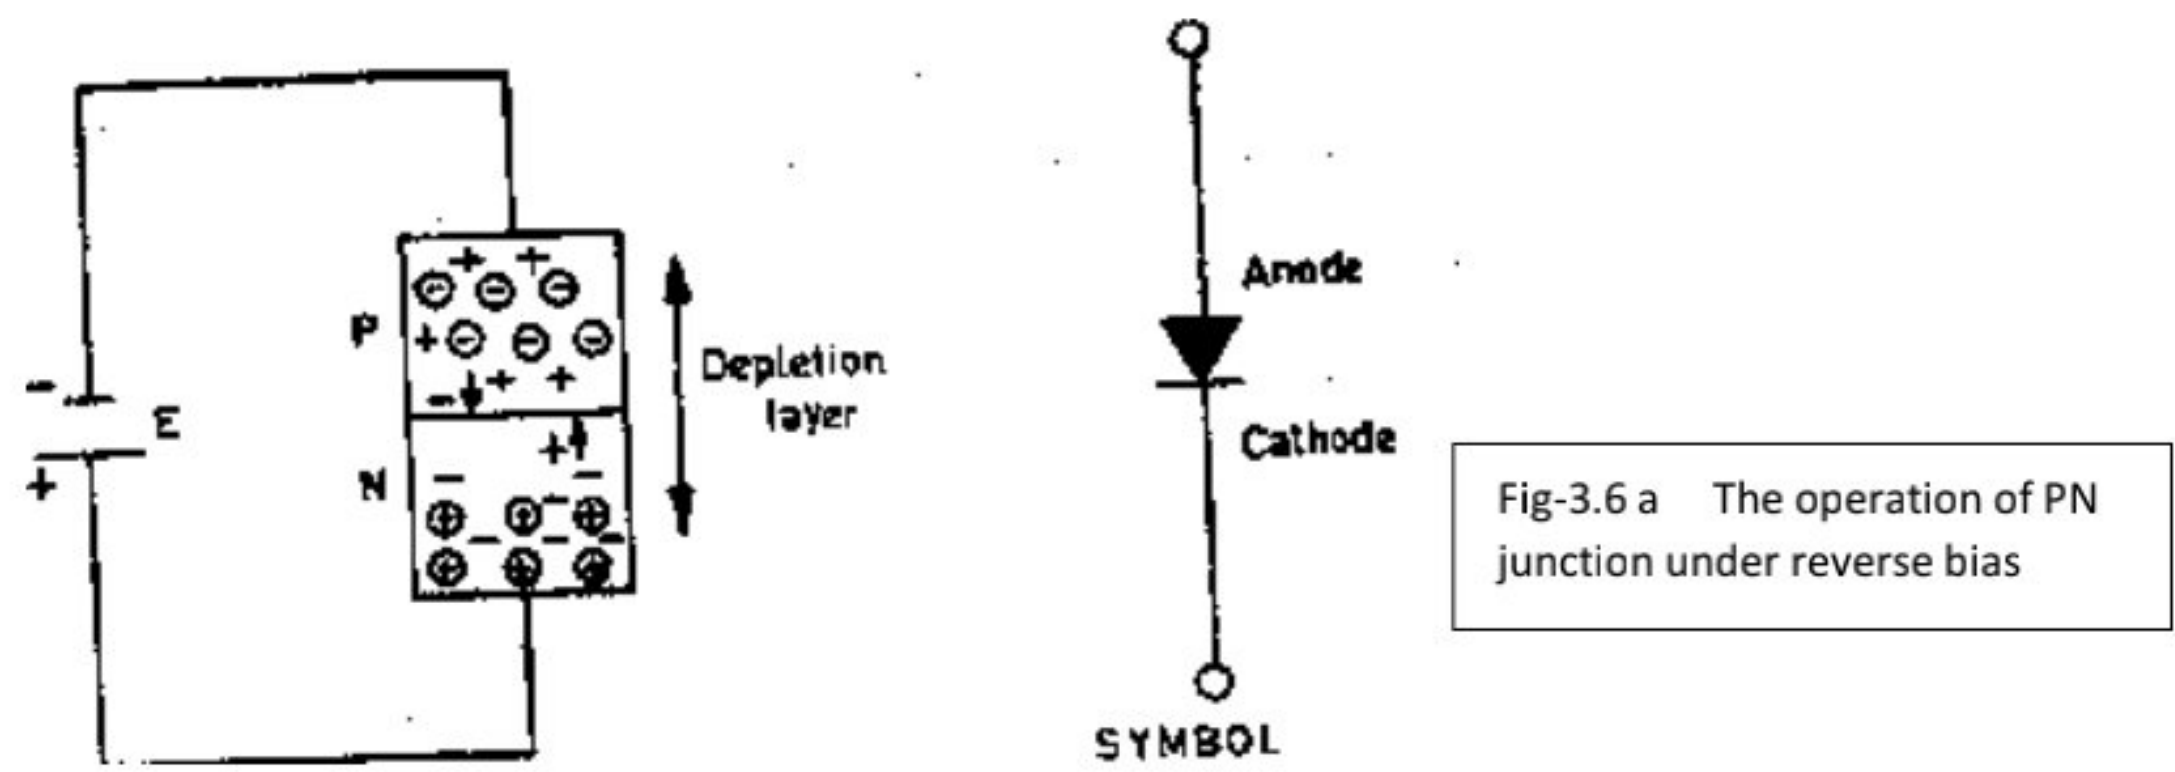 P
N
-
E
+
Depletion
layer
Anode
Cathode
SYMBOL
Fig-3.6 a The operation of PN
junction under reverse bias